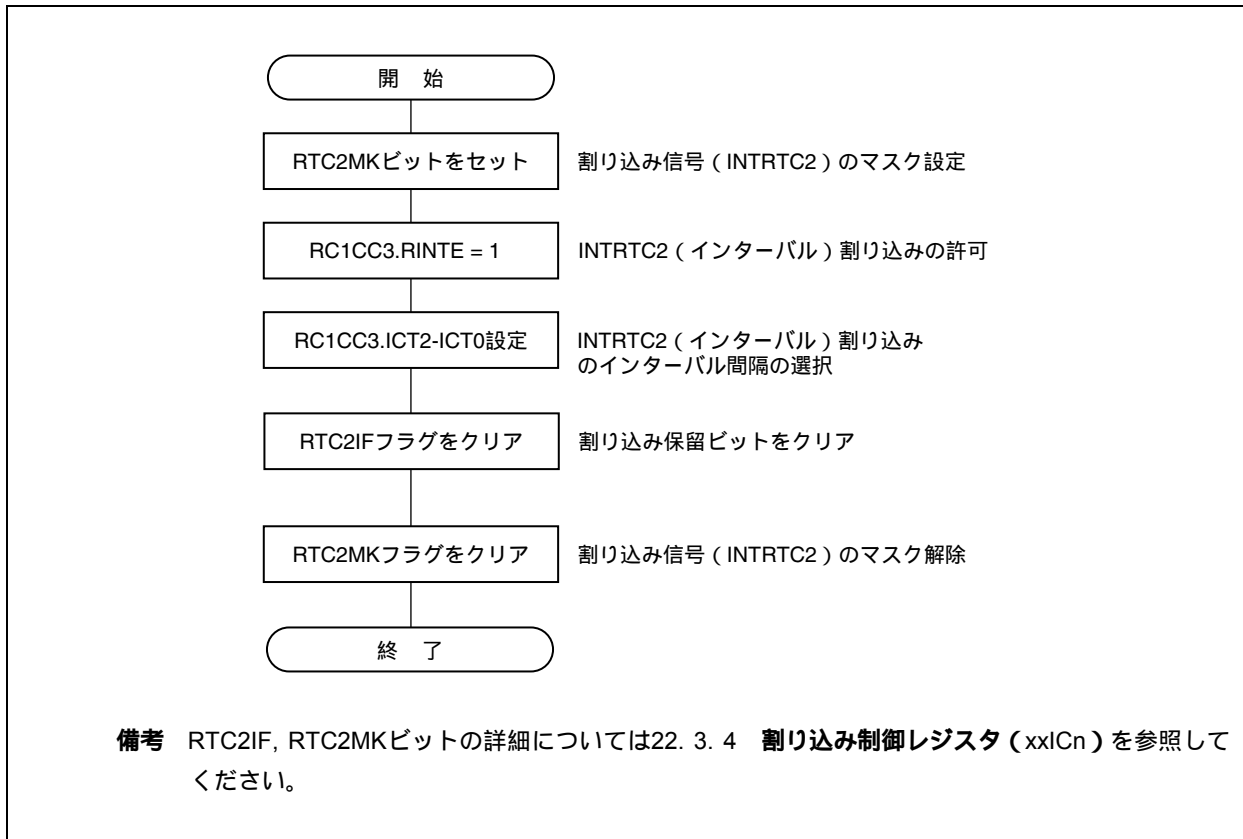 開 始
RTC2MKビットをセット 割り込み信号（INTRTC2）のマスク設定
RC1CC3.RINTE = 1 INTRTC2（インターバル）割り込みの許可
RC1CC3.ICT2-ICT0設定 INTRTC2（インターバル）割り込み
のインターバル間隔の選択
RTC2IFフラグをクリア 割り込み保留ビットをクリア
RTC2MKフラグをクリア 割り込み信号（INTRTC2）のマスク解除
終 了
備考 RTC2IF, RTC2MKビットの詳細については22. 3. 4 割り込み制御レジスタ（xxICn）を参照して
ください。